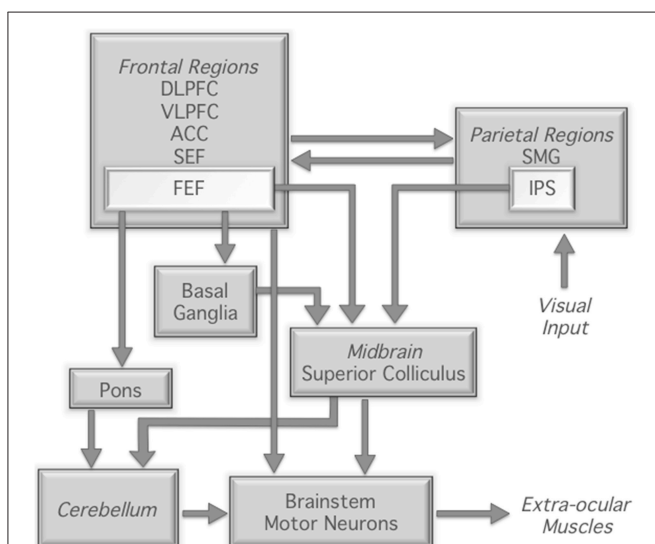 Frontal Regions
DLPFC
VLPFC
ACC
SEF
FEF
Parietal Regions
SMG
IPS
Visual
Input
Basal
Ganglia
Midbrain
Superior Colliculus
Pons
Cerebellum
Brainstem
Motor Neurons
Extra-ocular
Muscles